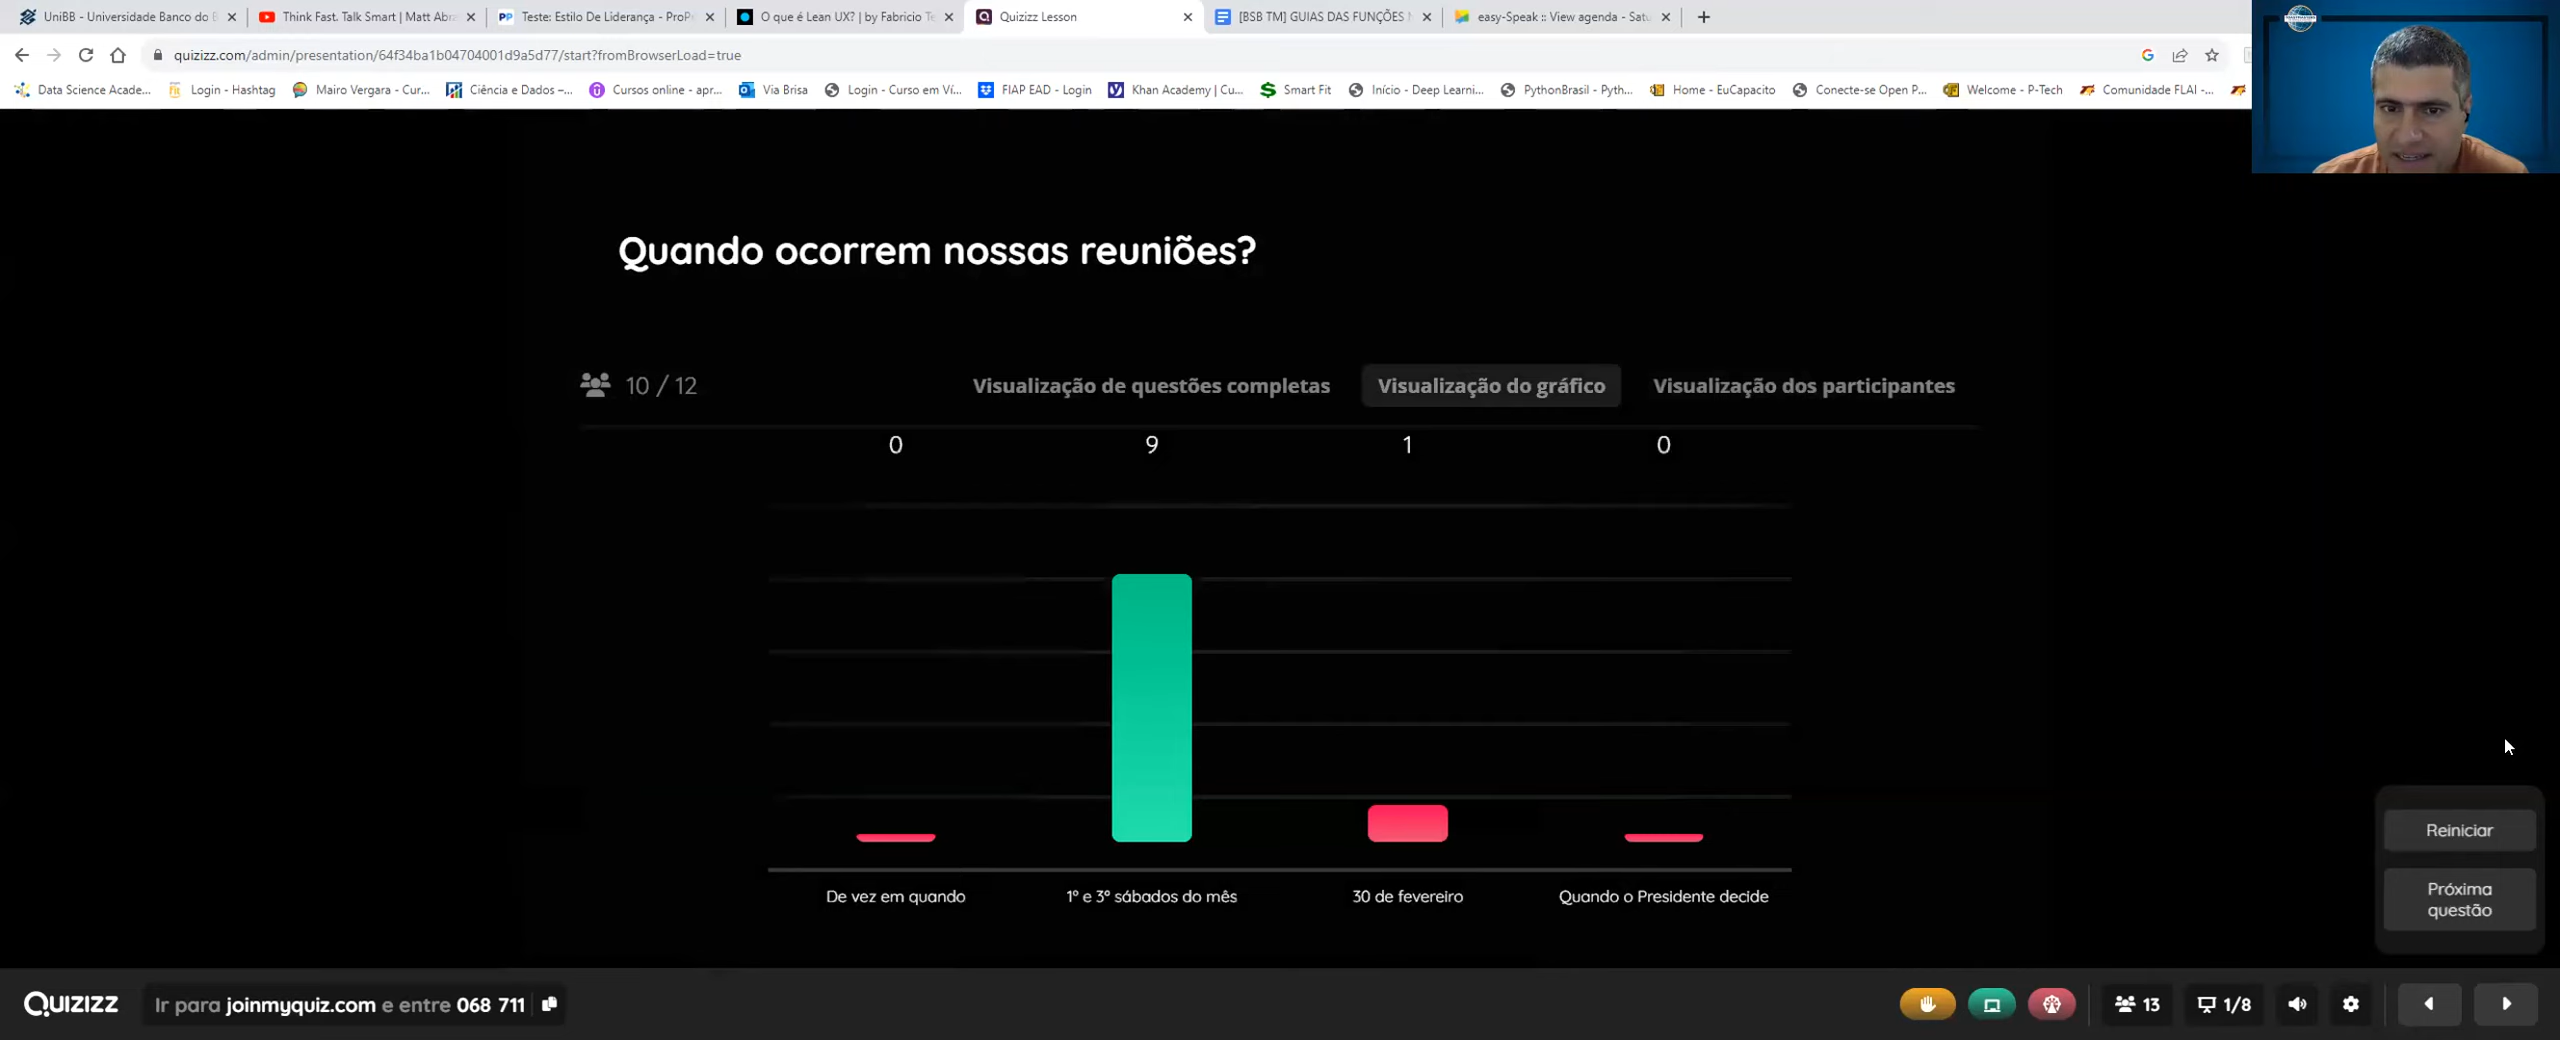 UniBB - Universidade Banco do B
Think Fast. Talk Smart | Matt Abra
PP Teste: Estilo De Liderança - ProPe
O que é Lean UX? | by Fabricio Te
Quizizz Lesson
[BSB TM] GUIAS DAS FUNÇÕES
easy-Speak :: View agenda - Satu
quizizz.com/admin/presentation/64f34ba1b04704001d9a5d77/start?fromBrowserLoad=true
Data Science Acade...
Login - Hashtag
Mairo Vergara - Cur...
Ciência e Dados –...
Cursos online - apr...
Via Brisa
Login - Curso em Ví...
FIAP EAD - Login
Khan Academy | Cu...
Smart Fit
Início - Deep Learni...
PythonBrasil - Pyth...
Home - EuCapacito
Conecte-se Open P...
Welcome - P-Tech
Comunidade FLAI -...
Quando ocorrem nossas reuniões?
10 / 12
Visualização de questões completas
Visualização do gráfico
Visualização dos participantes
0 9 1 0
De vez em quando
1º e 3º sábados do mês
30 de fevereiro
Quando o Presidente decide
Reiniciar
Próxima
questão
QUIZIZZ
Ir para joinmyquiz.com e entre 068 711
13
1/8